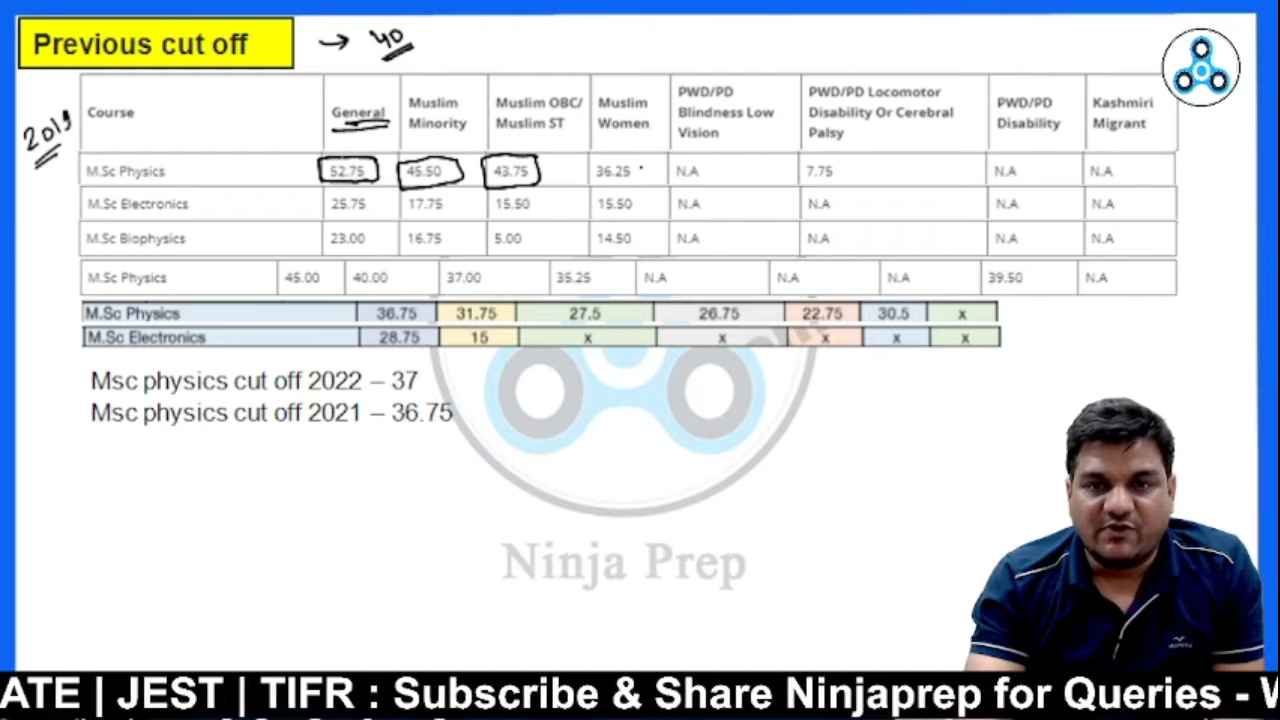 Previous cut off → 40
2019
Course General Muslim Minority Muslim OBC/ Muslim ST Muslim Women PWD/PD Blindness Low Vision PWD/PD Locomotor Disability Or Cerebral Palsy PWD/PD Disability Kashmiri Migrant
M.Sc Physics 52.75 45.50 43.75 36.25 N.A 7.75 N.A N.A
M.Sc Electronics 25.75 17.75 15.50 15.50 N.A N.A N.A N.A
M.Sc Biophysics 23.00 16.75 5.00 14.50 N.A N.A N.A N.A
M.Sc Physics 45.00 40.00 37.00 35.25 N.A N.A N.A 39.50 N.A
M.Sc Physics 36.75 31.75 27.5 26.75 22.75 30.5 x
M.Sc Electronics 28.75 15 x x x x x
Msc physics cut off 2022 – 37
Msc physics cut off 2021 – 36.75
Ninja Prep
ATE | JEST | TIFR : Subscribe & Share Ninjaprep for Queries - W